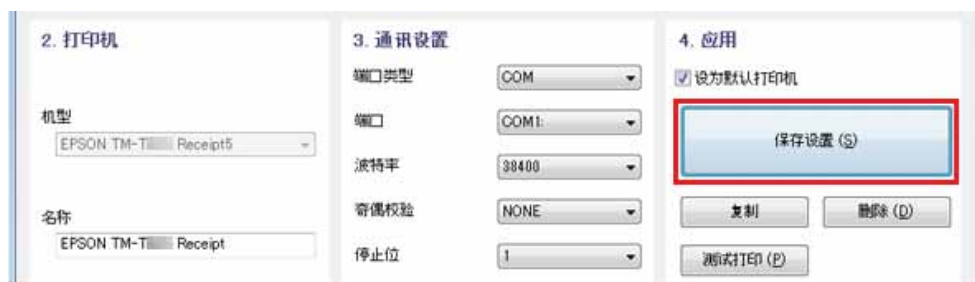 2. 打印机
机型
EPSON TM-T Receipt5
名称
EPSON TM-T Receipt
3. 通讯设置
端口类型 COM
端口 COM1:
波特率 38400
奇偶校验 NONE
停止位 1
4. 应用
设为默认打印机
保存设置 (S)
复制 删除 (D)
测试打印 (P)